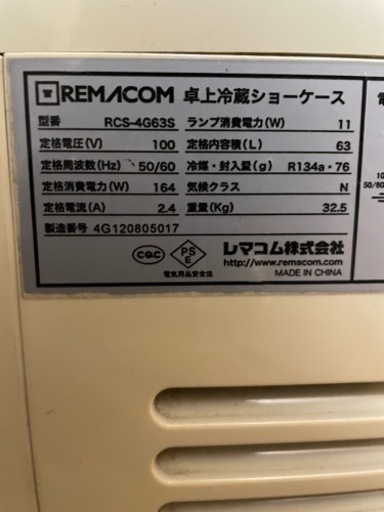 REMACOM 卓上冷蔵ショーケース
型番 RCS-4G63S ランプ消費電力(W) 11
定格電圧(V) 100 定格内容積(L) 63
定格周波数(Hz) 50/60 冷媒・封入量(g) R134a・76
定格消費電力(W) 164 気候クラス N
定格電流(A) 2.4 重量(Kg) 32.5
製造番号 4G120805017
CQC PSE レマコム株式会社
電気用品安全法 http://www.remacom.com/
MADE IN CHINA